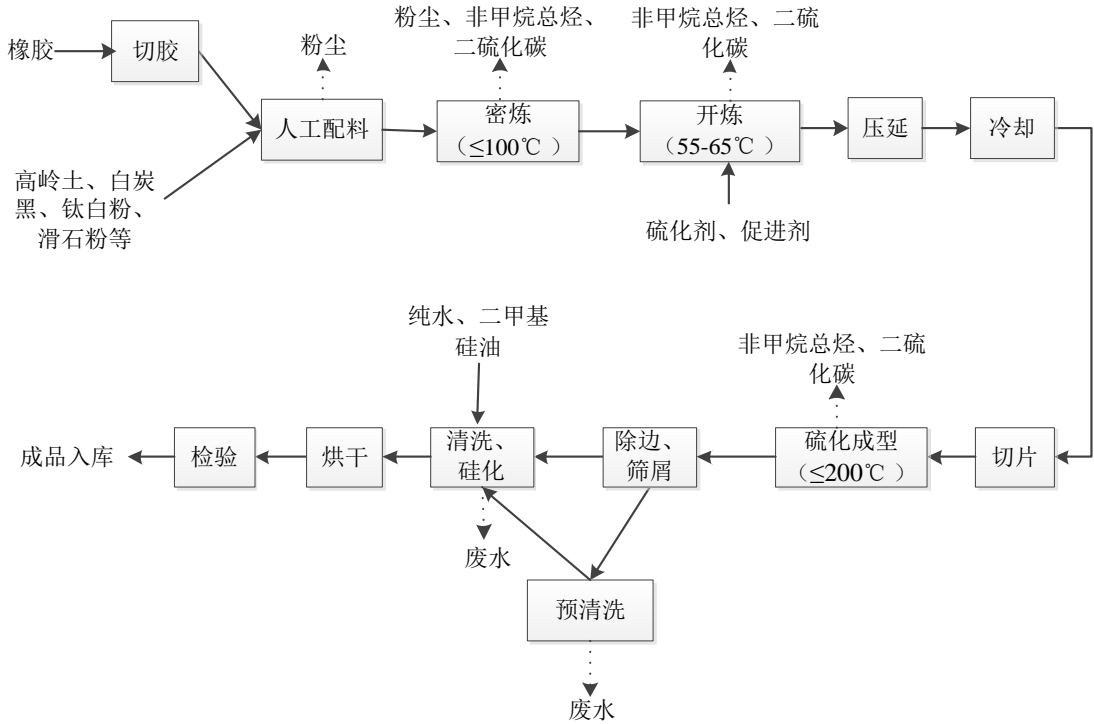 橡胶
切胶
粉尘
人工配料
高岭土、白炭
黑、钛白粉、
滑石粉等
粉尘、非甲烷总烃、
二硫化碳
密炼
（≤100℃）
非甲烷总烃、二硫
化碳
开炼
（55-65℃）
硫化剂、促进剂
压延
冷却
切片
非甲烷总烃、二硫
化碳
硫化成型
（≤200℃）
除边、
筛屑
预清洗
废水
纯水、二甲基
硅油
清洗、
硅化
废水
烘干
检验
成品入库